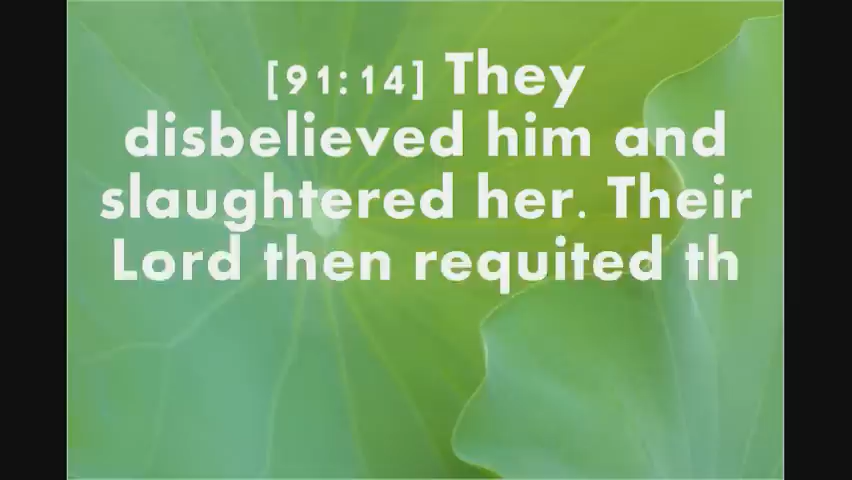 [91:14] They
disbelieved him and
slaughtered her. Their
Lord then requited th